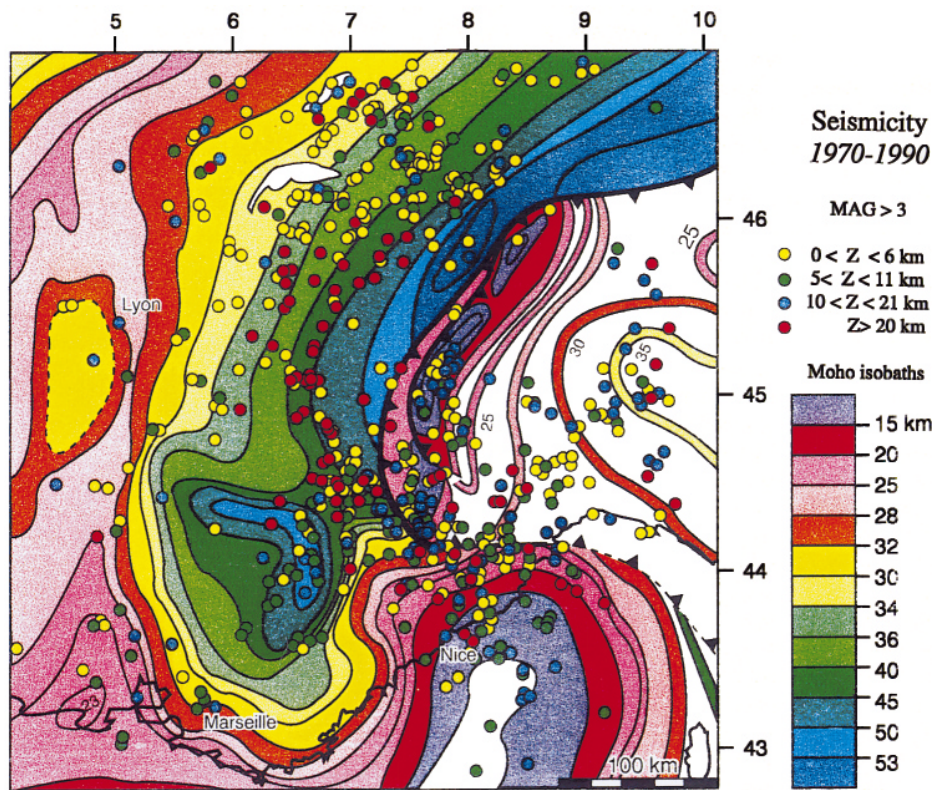 5 6 7 8 9 10
Seismicity
1970-1990
MAG > 3
0 < Z < 6 km
5 < Z < 11 km
10 < Z < 21 km
Z > 20 km
Moho isobaths
15 km
20
25
28
32
30
34
36
40
45
50
53
46
45
44
43
25
Lyon
30
35
25
Nice
25
Marseille
100 km